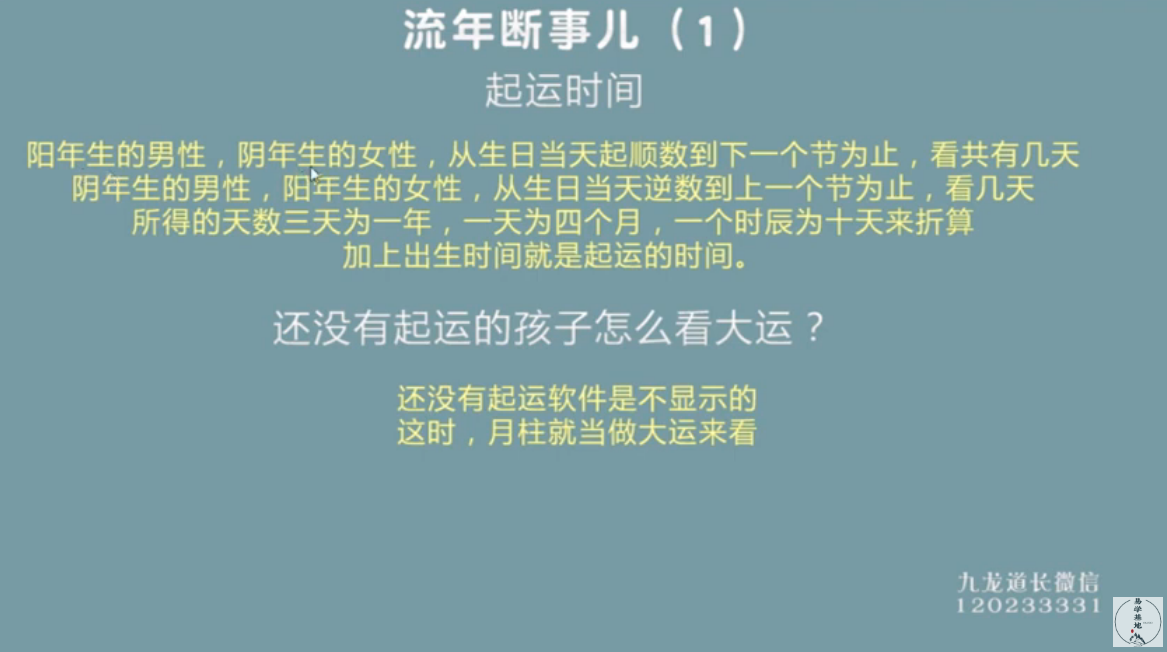 流年断事儿（1）
起运时间
阳年生的男性，阴年生的女性，从生日当天起顺数到下一个节为止，看共有几天
阴年生的男性，阳年生的女性，从生日当天逆数到上一个节为止，看几天
所得的天数三天为一年，一天为四个月，一个时辰为十天来折算
加上出生时间就是起运的时间。
还没有起运的孩子怎么看大运？
还没有起运软件是不显示的
这时，月柱就当做大运来看
九龙道长微信
120233331
易学基地